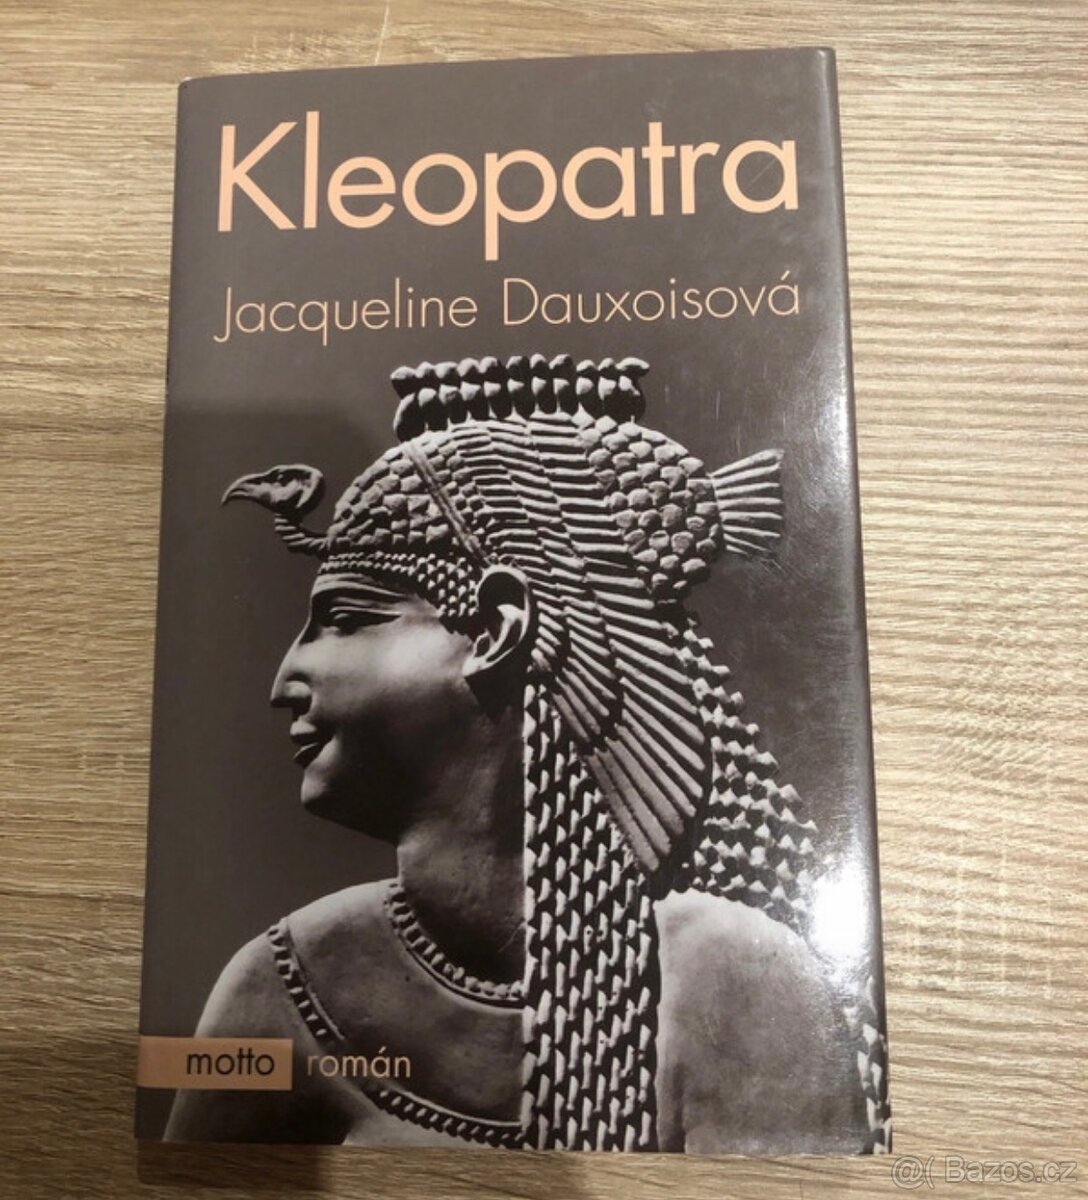 Kleopatra
Jacqueline Dauxoisová
motto román
@( Bazos.cz